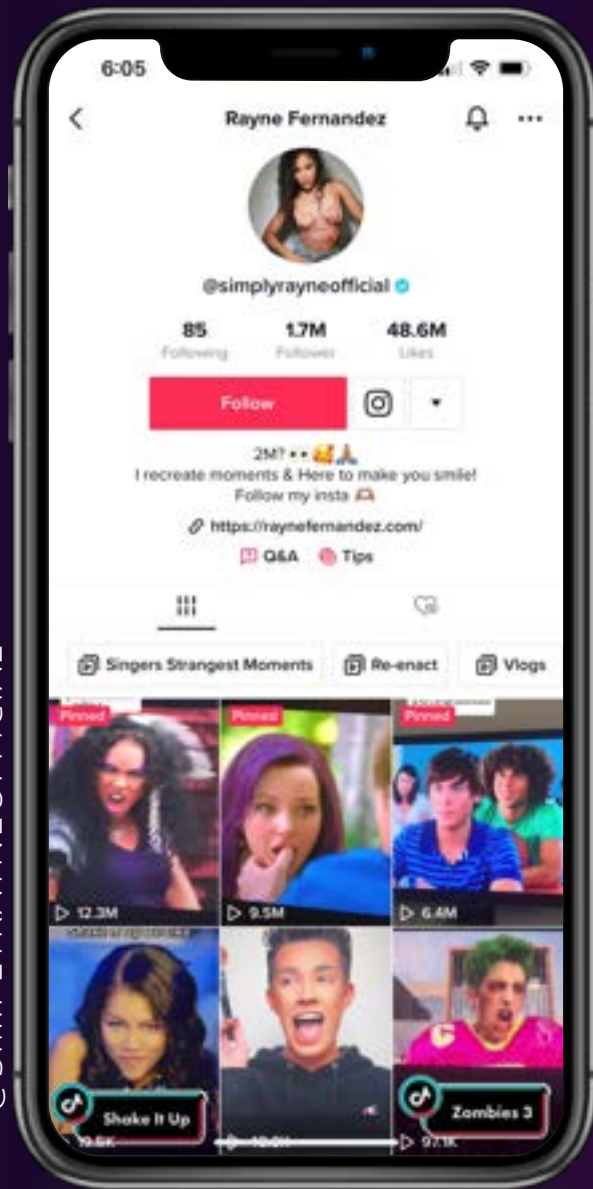 6:05
Rayne Fernandez
@simplyrayneofficial
85 1.7M 48.6M
Following Follower Likes
Follow
2M? 👀🥰🙏🏽
I recreate moments & Here to make you smile!
Follow my insta 🫶🏽
https://raynefernandez.com/
Q&A Tips
Singers Strangest Moments Re-enact Vlogs
Pinned Pinned Pinned
12.3M 9.5M 6.4M
Shake It Up Zombies 3
97.1K